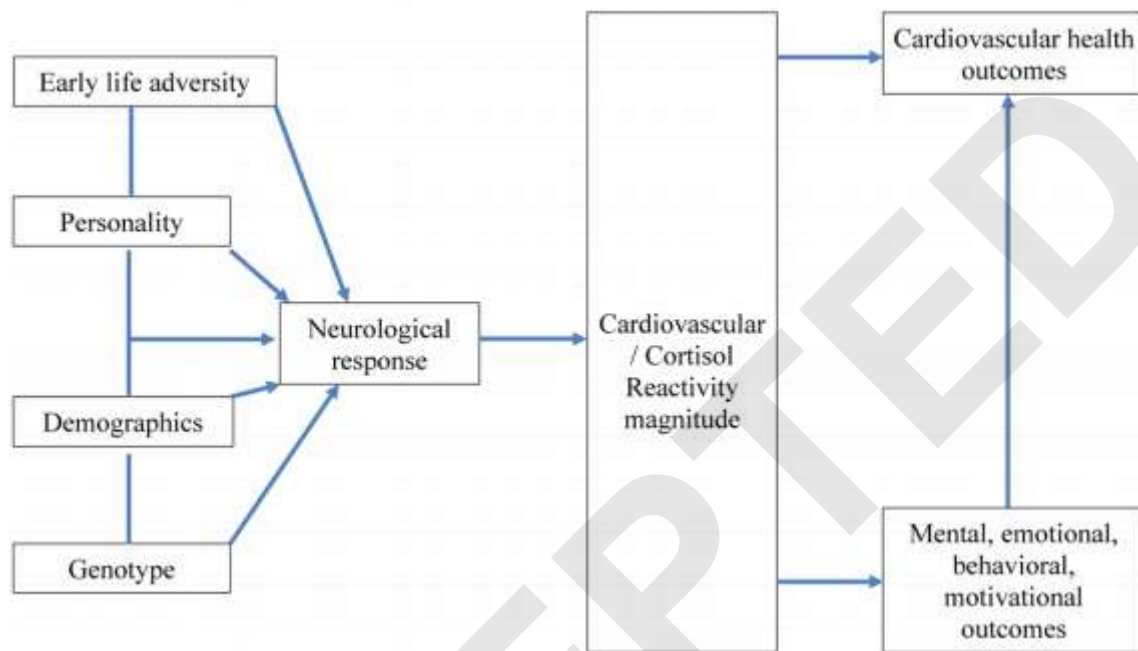 Early life adversity
Personality
Demographics
Genotype
Neurological
response
Cardiovascular
/ Cortisol
Reactivity
magnitude
Cardiovascular health
outcomes
Mental, emotional,
behavioral,
motivational
outcomes
PTED